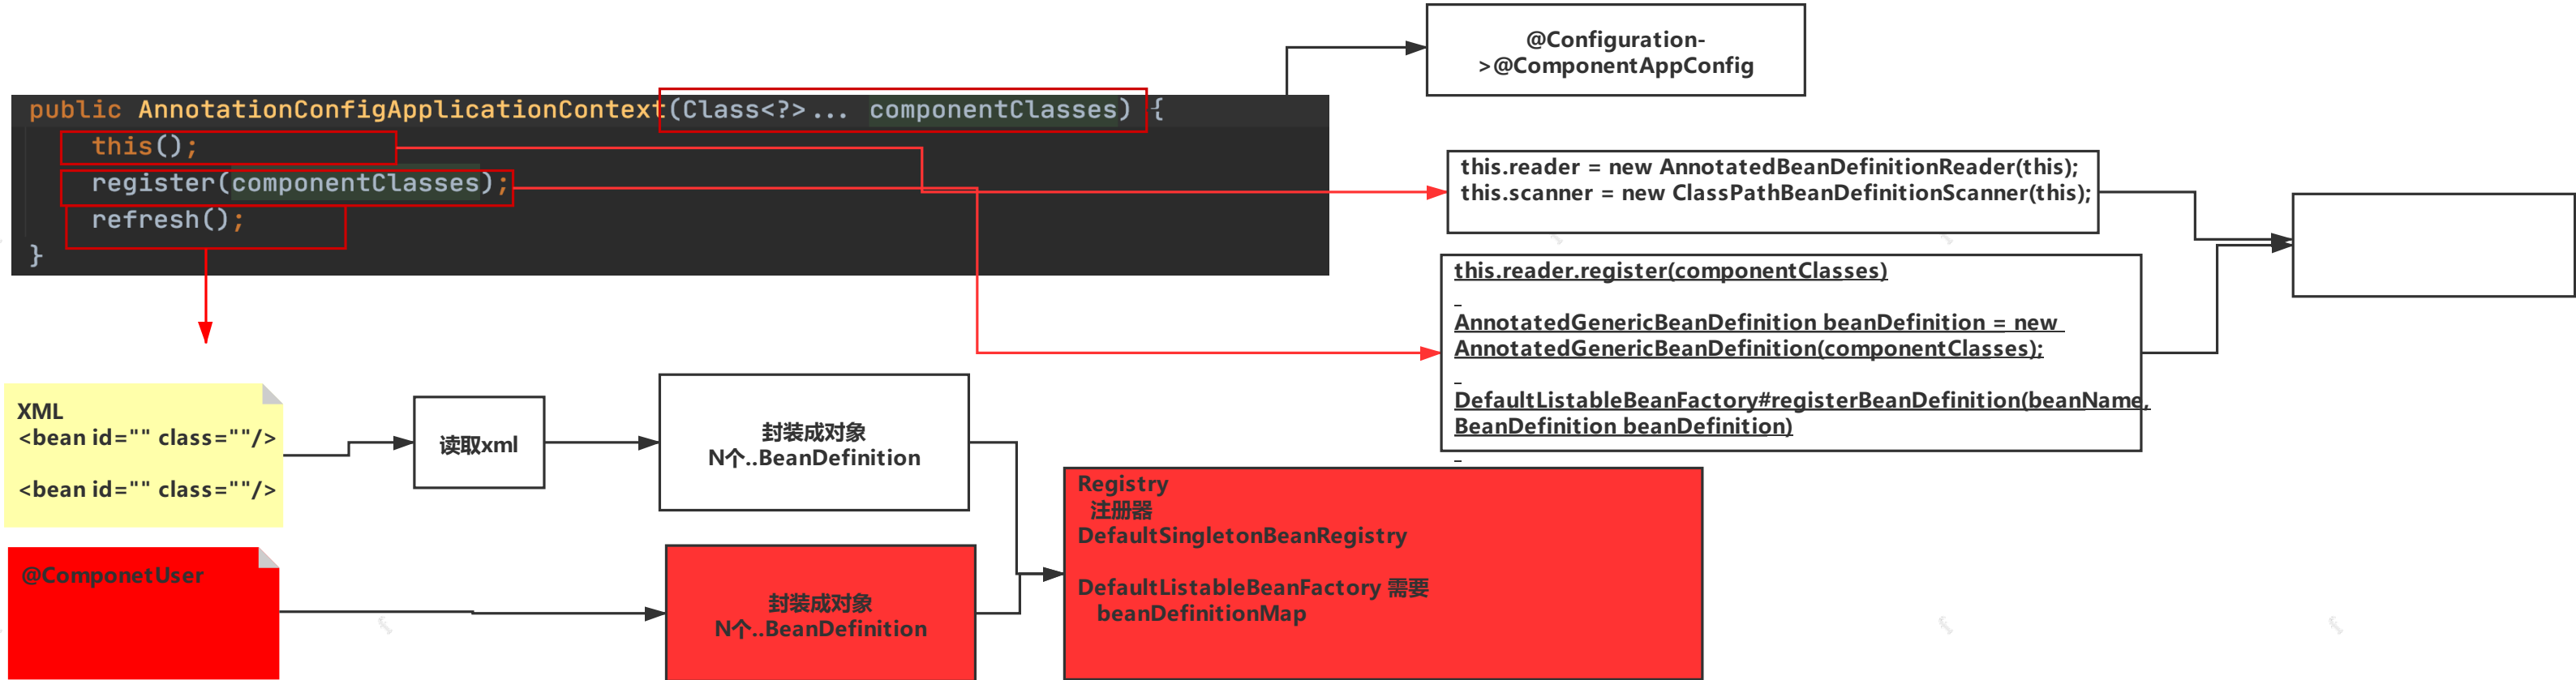 @Configuration-
>@ComponentAppConfig
public AnnotationConfigApplicationContext(Class<?>... componentClasses) {
this();
register(componentClasses);
refresh();
}
this.reader = new AnnotatedBeanDefinitionReader(this);
this.scanner = new ClassPathBeanDefinitionScanner(this);
this.reader.register(componentClasses)
AnnotatedGenericBeanDefinition beanDefinition = new
AnnotatedGenericBeanDefinition(componentClasses);
DefaultListableBeanFactory#registerBeanDefinition(beanName,
BeanDefinition beanDefinition)
XML
<bean id="" class=""/>
<bean id="" class=""/>
读取xml
封装成对象
N个..BeanDefinition
@ComponetUser
封装成对象
N个..BeanDefinition
Registry
注册器
DefaultSingletonBeanRegistry
DefaultListableBeanFactory 需要
beanDefinitionMap